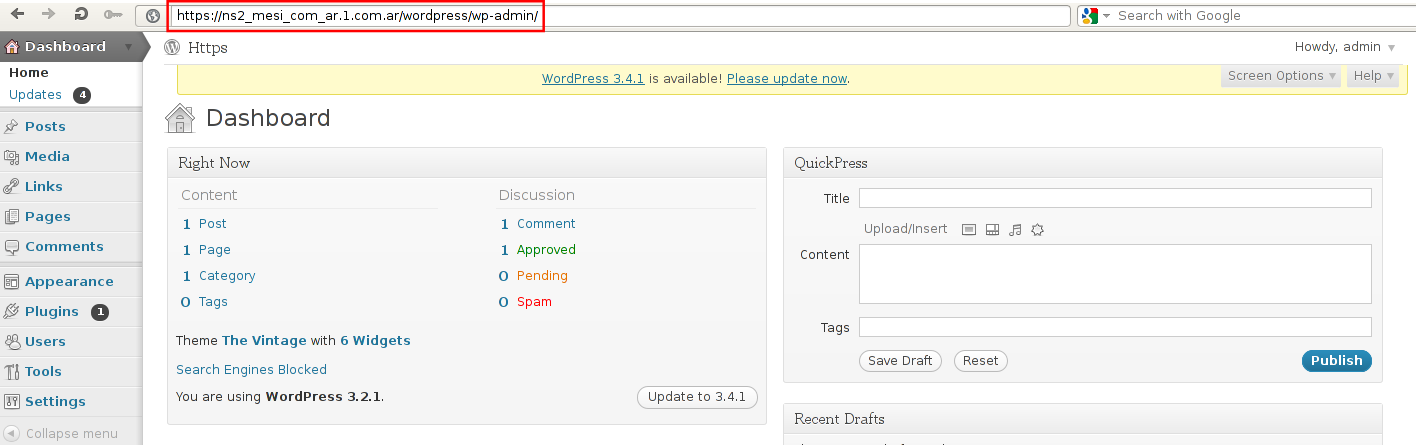 https://ns2_mesi_com_ar.1.com.ar/wordpress/wp-admin/
Search with Google
Dashboard
Https
Howdy, admin
Home
Updates 4
WordPress 3.4.1 is available! Please update now.
Screen Options
Help
Dashboard
Posts
Media
Links
Pages
Comments
Appearance
Plugins 1
Users
Tools
Settings
Collapse menu
Right Now
Content
1 Post
1 Page
1 Category
0 Tags
Discussion
1 Comment
1 Approved
0 Pending
0 Spam
Theme The Vintage with 6 Widgets
Search Engines Blocked
You are using WordPress 3.2.1.
Update to 3.4.1
QuickPress
Title
Upload/Insert
Content
Tags
Save Draft
Reset
Publish
Recent Drafts